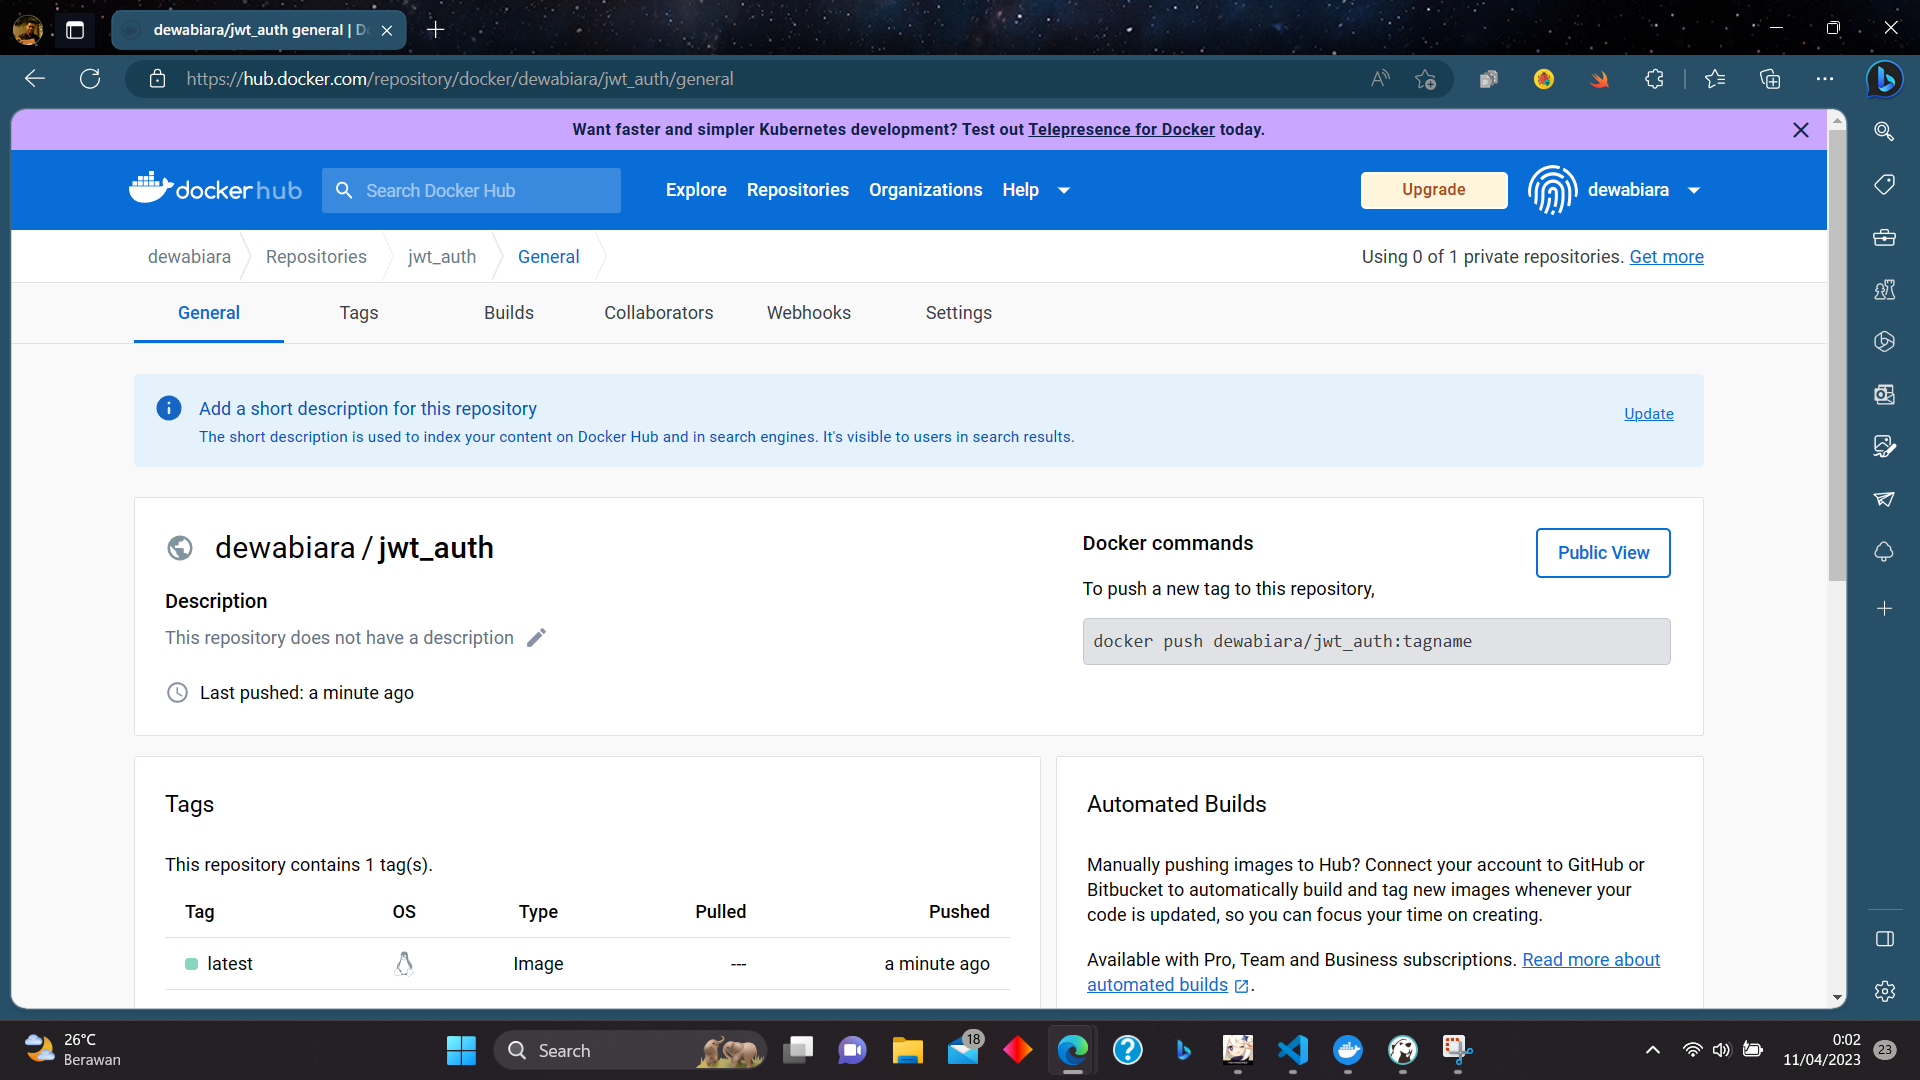 dewabiara/jwt_auth general | Do
https://hub.docker.com/repository/docker/dewabiara/jwt_auth/general
Want faster and simpler Kubernetes development? Test out Telepresence for Docker today.
dockerhub
Search Docker Hub
Explore
Repositories
Organizations
Help
Upgrade
dewabiara
dewabiara
Repositories
jwt_auth
General
Using 0 of 1 private repositories. Get more
General
Tags
Builds
Collaborators
Webhooks
Settings
Add a short description for this repository
The short description is used to index your content on Docker Hub and in search engines. It's visible to users in search results.
Update
dewabiara / jwt_auth
Description
This repository does not have a description
Last pushed: a minute ago
Docker commands
Public View
To push a new tag to this repository,
docker push dewabiara/jwt_auth:tagname
Tags
This repository contains 1 tag(s).
Tag OS Type Pulled Pushed
latest Image --- a minute ago
Automated Builds
Manually pushing images to Hub? Connect your account to GitHub or
Bitbucket to automatically build and tag new images whenever your
code is updated, so you can focus your time on creating.
Available with Pro, Team and Business subscriptions. Read more about
automated builds .
26°C
Berawan
Search
18
0:02
11/04/2023
23